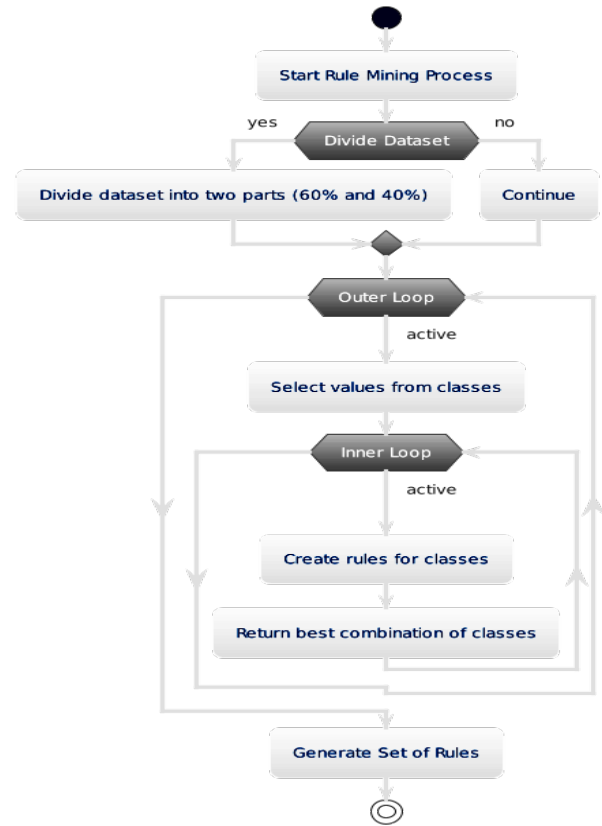 Start Rule Mining Process
yes
no
Divide Dataset
Divide dataset into two parts (60% and 40%)
Continue
Outer Loop
active
Select values from classes
Inner Loop
active
Create rules for classes
Return best combination of classes
Generate Set of Rules